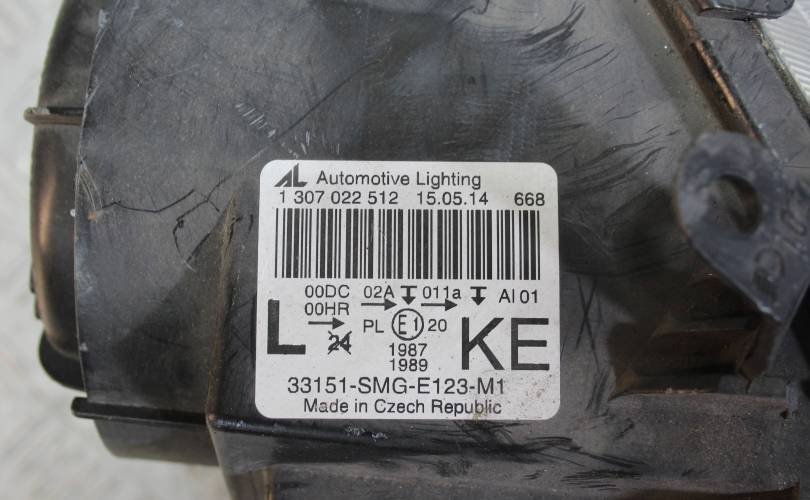 AL Automotive Lighting
1 307 022 512 15.05.14 668
00DC 02A 011a AI 01
00HR
L PL E1 20 KE
24
1987
1989
33151-SMG-E123-M1
Made in Czech Republic